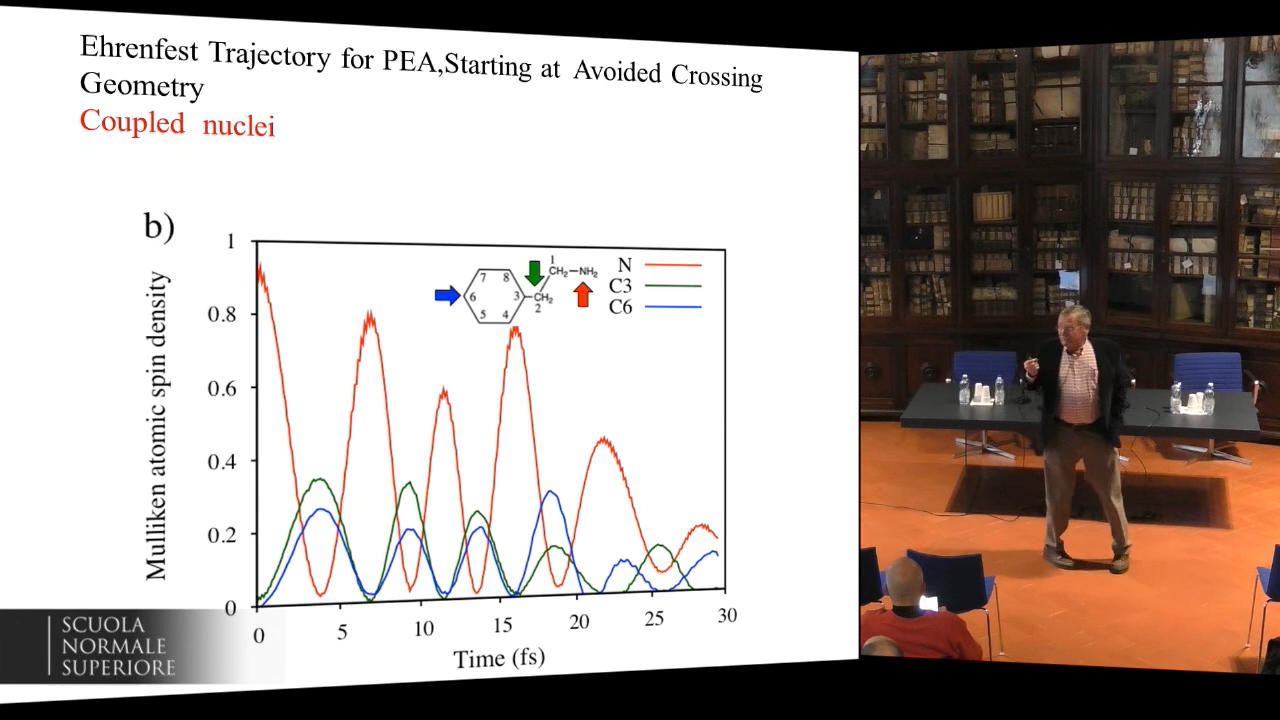 Ehrenfest Trajectory for PEA,Starting at Avoided Crossing
Geometry
Coupled nuclei
b)
Mulliken atomic spin density
1
0.8
0.6
0.4
0.2
0
0
5
10
15
20
25
30
Time (fs)
N
C3
C6
1
CH2–NH2
7 8
6 3 CH2
2
5 4
SCUOLA
NORMALE
SUPERIORE